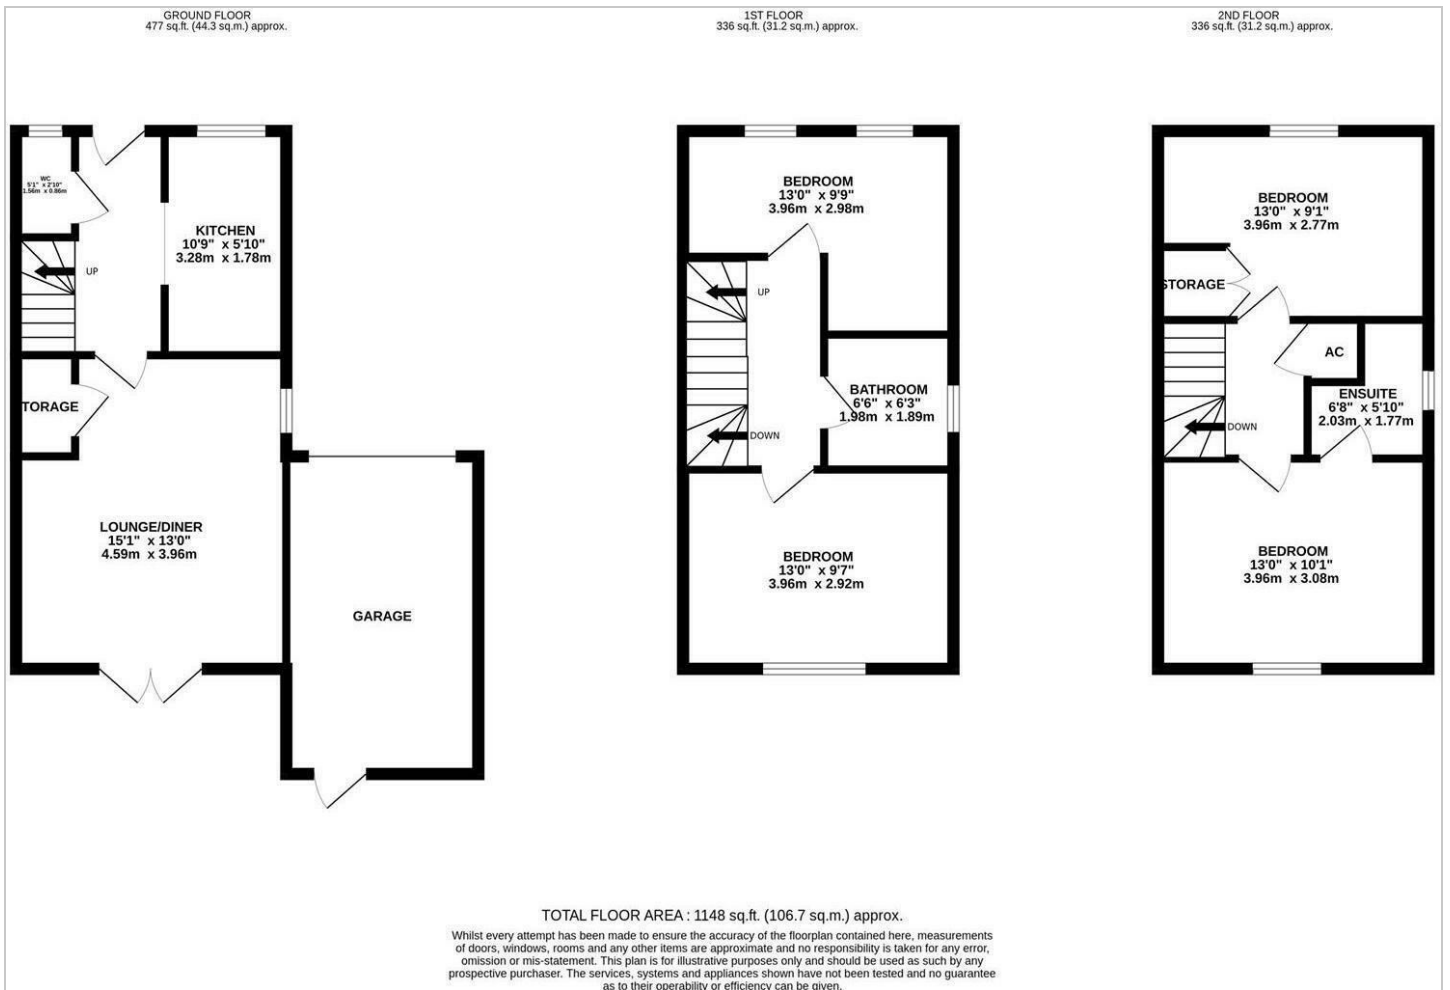 GROUND FLOOR
477 sq.ft. (44.3 sq.m.) approx.
1ST FLOOR
336 sq.ft. (31.2 sq.m.) approx.
2ND FLOOR
336 sq.ft. (31.2 sq.m.) approx.
WC
5'1" x 2'10"
1.56m x 0.86m
KITCHEN
10'9" x 5'10"
3.28m x 1.78m
UP
TORAGE
LOUNGE/DINER
15'1" x 13'0"
4.59m x 3.96m
GARAGE
BEDROOM
13'0" x 9'9"
3.96m x 2.98m
UP
BATHROOM
6'6" x 6'3"
1.98m x 1.89m
DOWN
BEDROOM
13'0" x 9'7"
3.96m x 2.92m
BEDROOM
13'0" x 9'1"
3.96m x 2.77m
STORAGE
AC
ENSUITE
6'8" x 5'10"
2.03m x 1.77m
DOWN
BEDROOM
13'0" x 10'1"
3.96m x 3.08m
TOTAL FLOOR AREA : 1148 sq.ft. (106.7 sq.m.) approx.
Whilst every attempt has been made to ensure the accuracy of the floorplan contained here, measurements
of doors, windows, rooms and any other items are approximate and no responsibility is taken for any error,
omission or mis-statement. This plan is for illustrative purposes only and should be used as such by any
prospective purchaser. The services, systems and appliances shown have not been tested and no guarantee
as to their operability or efficiency can be given.